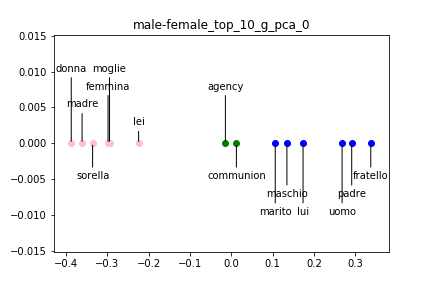 male-female_top_10_g_pca_0
0.015
0.010
0.005
0.000
−0.005
−0.010
−0.015
donna
moglie
femmina
madre
lei
sorella
agency
communion
maschio
marito
lui
uomo
padre
fratello
−0.4
−0.3
−0.2
−0.1
0.0
0.1
0.2
0.3